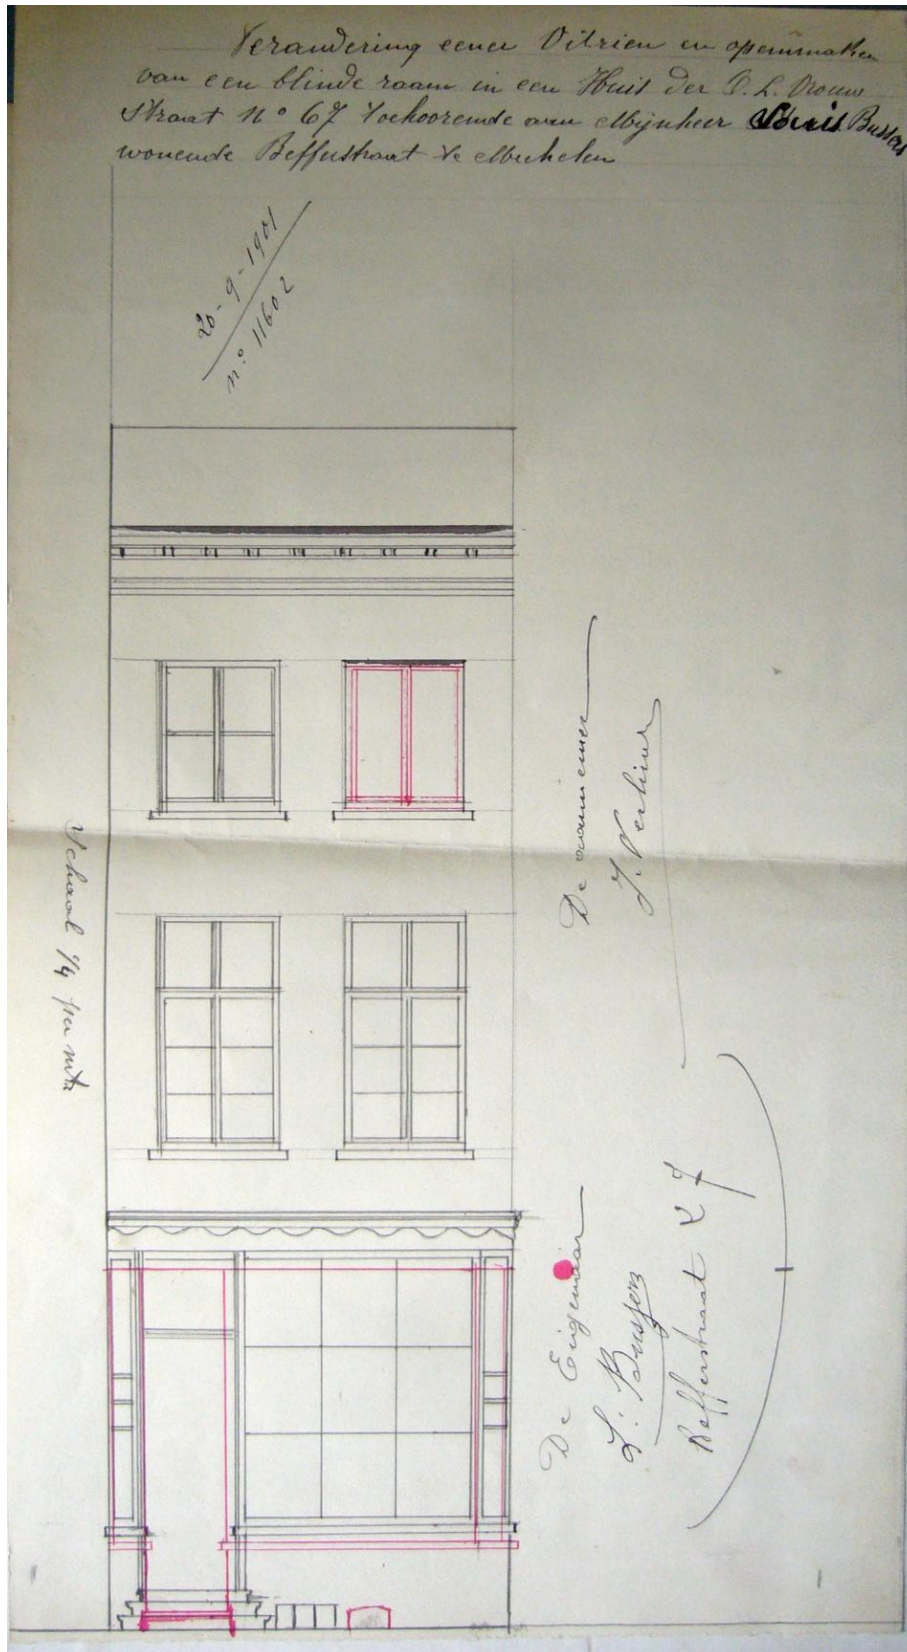 Verandering eener Vitrien en openmaken
van een blinde raam in een Huis der O. L. Vrouw
Straat N° 67 toehoorende aan Mijnheer Bussers
wonende Befferstraat te Mechelen
20-9-1901
n° 11602
De aannemer
Schaal 1/4 per mtr
De Eigenaar
L. Bussers
Befferstraat 27